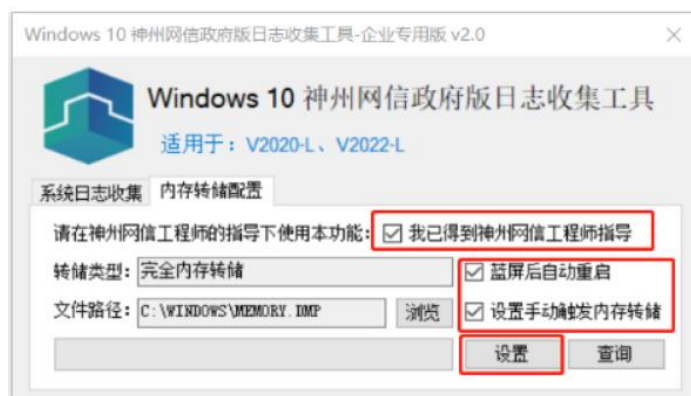 Windows 10 神州网信政府版日志收集工具-企业专用版 v2.0
Windows 10 神州网信政府版日志收集工具
适用于：V2020-L、V2022-L
系统日志收集 内存转储配置
请在神州网信工程师的指导下使用本功能： 我已得到神州网信工程师指导
转储类型： 完全内存转储 蓝屏后自动重启
文件路径： C:\WINDOWS\MEMORY.DMP 浏览 设置手动触发内存转储
设置 查询